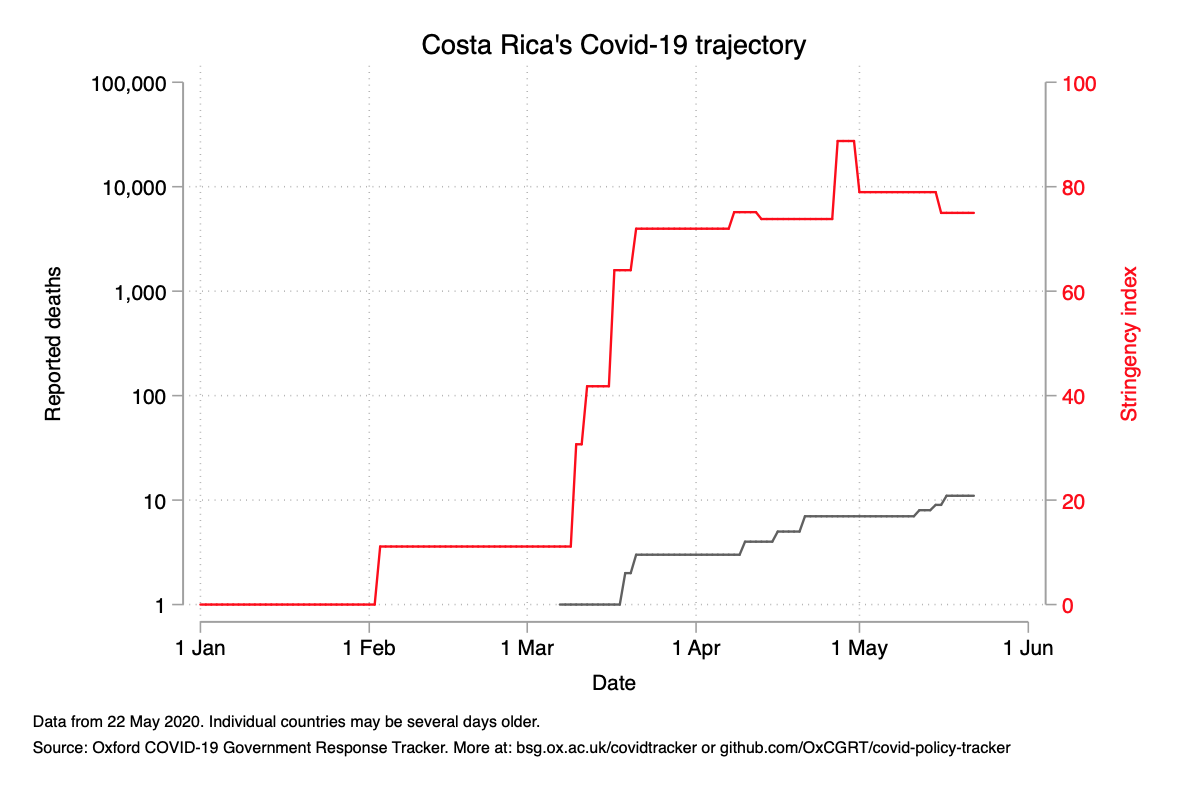 Costa Rica's Covid-19 trajectory
100,000
10,000
1,000
100
10
1
Reported deaths
100
80
60
40
20
0
Stringency index
1 Jan
1 Feb
1 Mar
1 Apr
1 May
1 Jun
Date
Data from 22 May 2020. Individual countries may be several days older.
Source: Oxford COVID-19 Government Response Tracker. More at: bsg.ox.ac.uk/covidtracker or github.com/OxCGRT/covid-policy-tracker